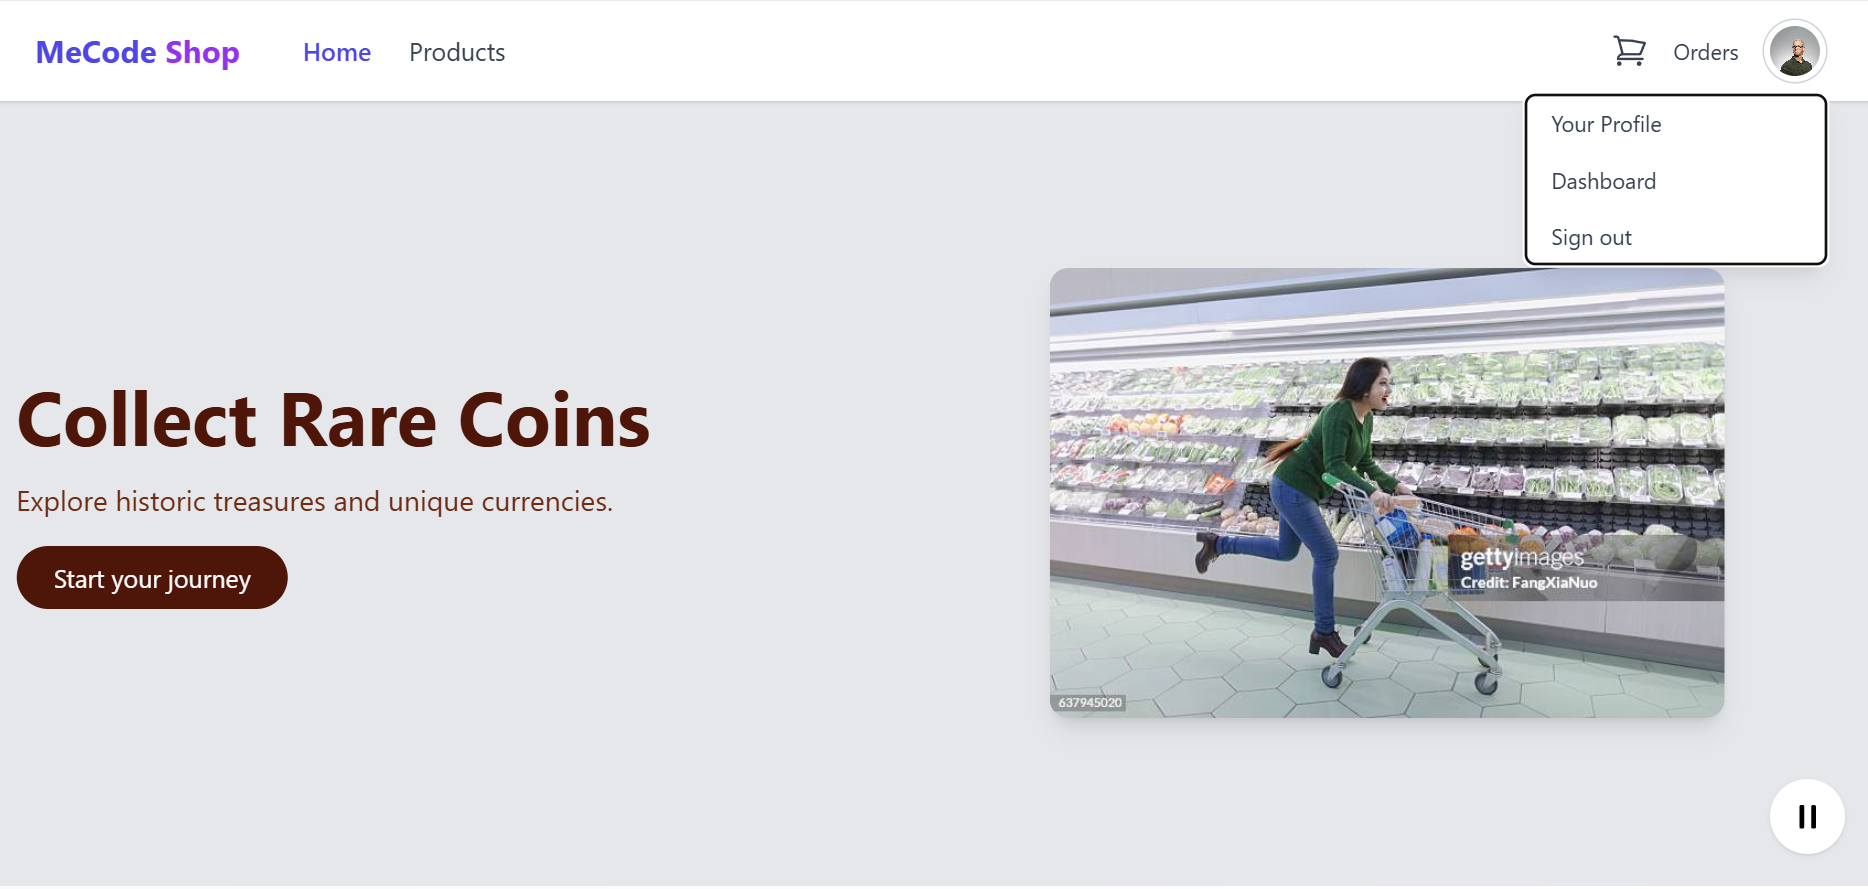 MeCode Shop
Home
Products
Orders
Your Profile
Dashboard
Sign out
Collect Rare Coins
Explore historic treasures and unique currencies.
Start your journey
gettyimages
Credit: FangXiaNuo
637945020